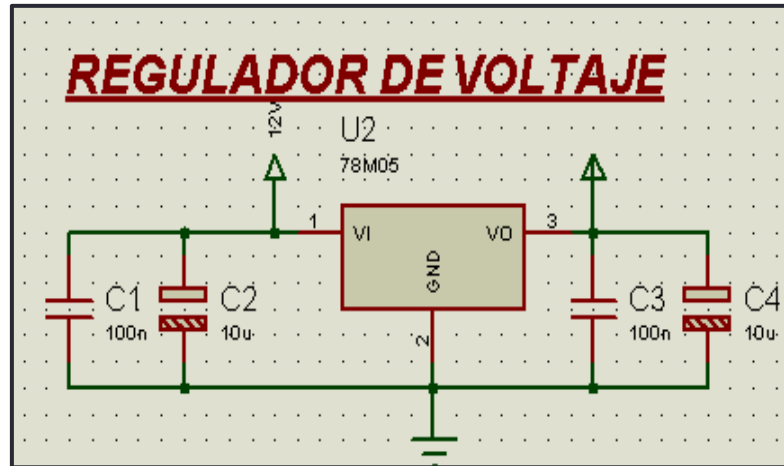 REGULADOR DE VOLTAJE
12V
U2
78M05
1
VI
VO
3
GND
2
C1
100n
C2
10u
C3
100n
C4
10u